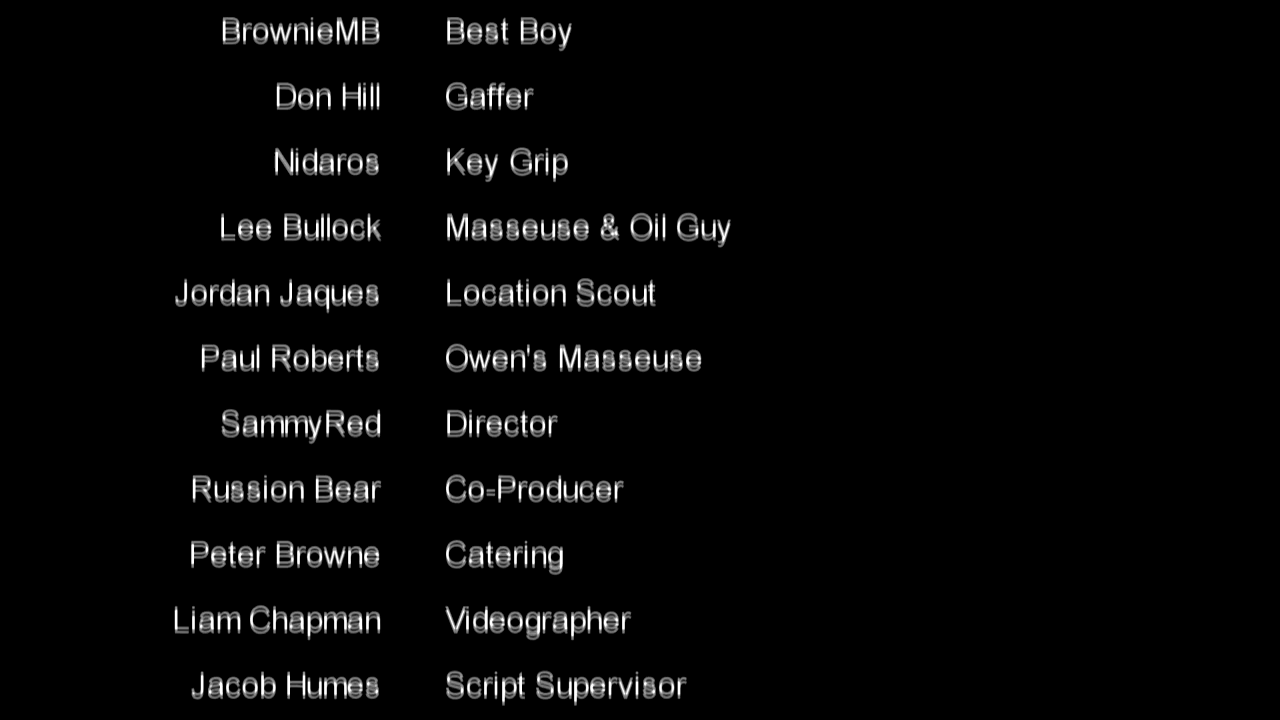 BrownieMB Best Boy
Don Hill Gaffer
Nidaros Key Grip
Lee Bullock Masseuse & Oil Guy
Jordan Jaques Location Scout
Paul Roberts Owen's Masseuse
SammyRed Director
Russion Bear Co-Producer
Peter Browne Catering
Liam Chapman Videographer
Jacob Humes Script Supervisor